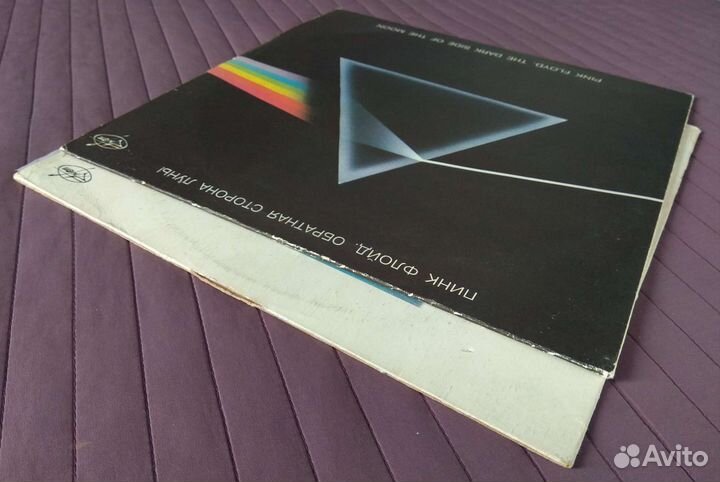 ПИНК ФЛОЙД. ОБРАТНАЯ СТОРОНА ЛУНЫ
PINK FLOYD. THE DARK SIDE OF THE MOON
Avito